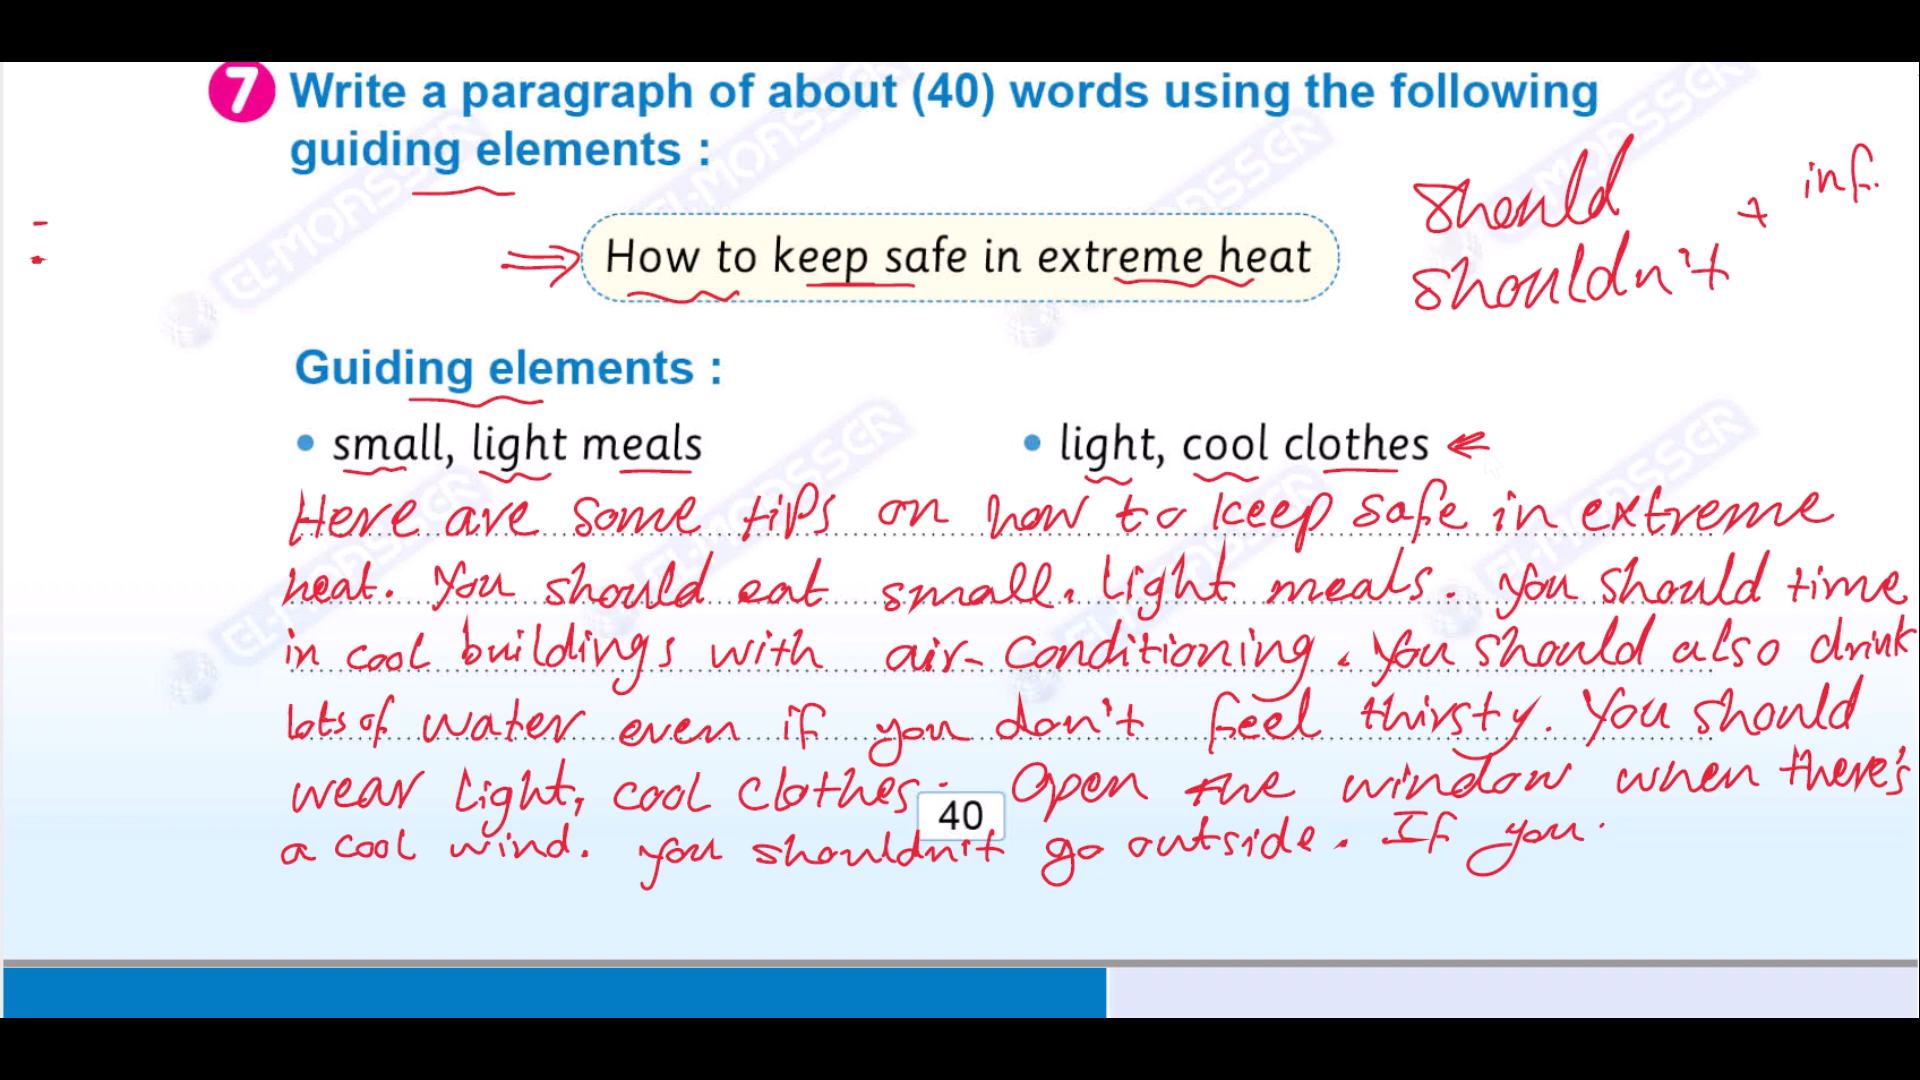 7 Write a paragraph of about (40) words using the following
guiding elements :
should
shouldn't + inf.
How to keep safe in extreme heat
Guiding elements :
• small, light meals
• light, cool clothes
Here are some tips on how to keep safe in extreme
heat. You should eat small, light meals. You should time
in cool buildings with air-conditioning. You should also drink
lots of water even if you don't feel thirsty. You should
wear light, cool clothes. Open the window when there's
40
a cool wind. You shouldn't go outside. If you
EL-MOASSER